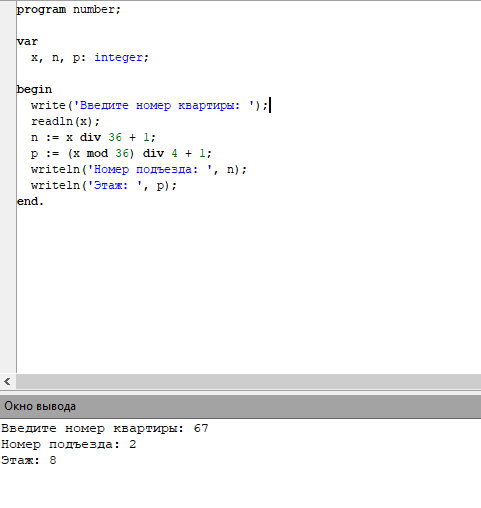 program number;
var
x, n, p: integer;
begin
write('Введите номер квартиры: ');
readln(x);
n := x div 36 + 1;
p := (x mod 36) div 4 + 1;
writeln('Номер подъезда: ', n);
writeln('Этаж: ', p);
end.
Окно вывода
Введите номер квартиры: 67
Номер подъезда: 2
Этаж: 8